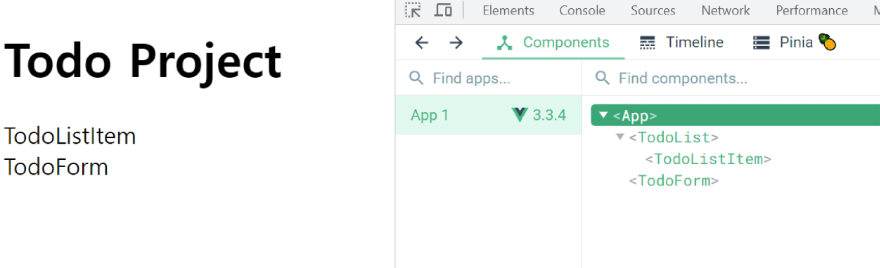 Todo Project
TodoListItem
TodoForm
Elements Console Sources Network Performance
Components Timeline Pinia 🍍
Find apps... Find components...
App 1 3.3.4
<App>
<TodoList>
<TodoListItem>
<TodoForm>